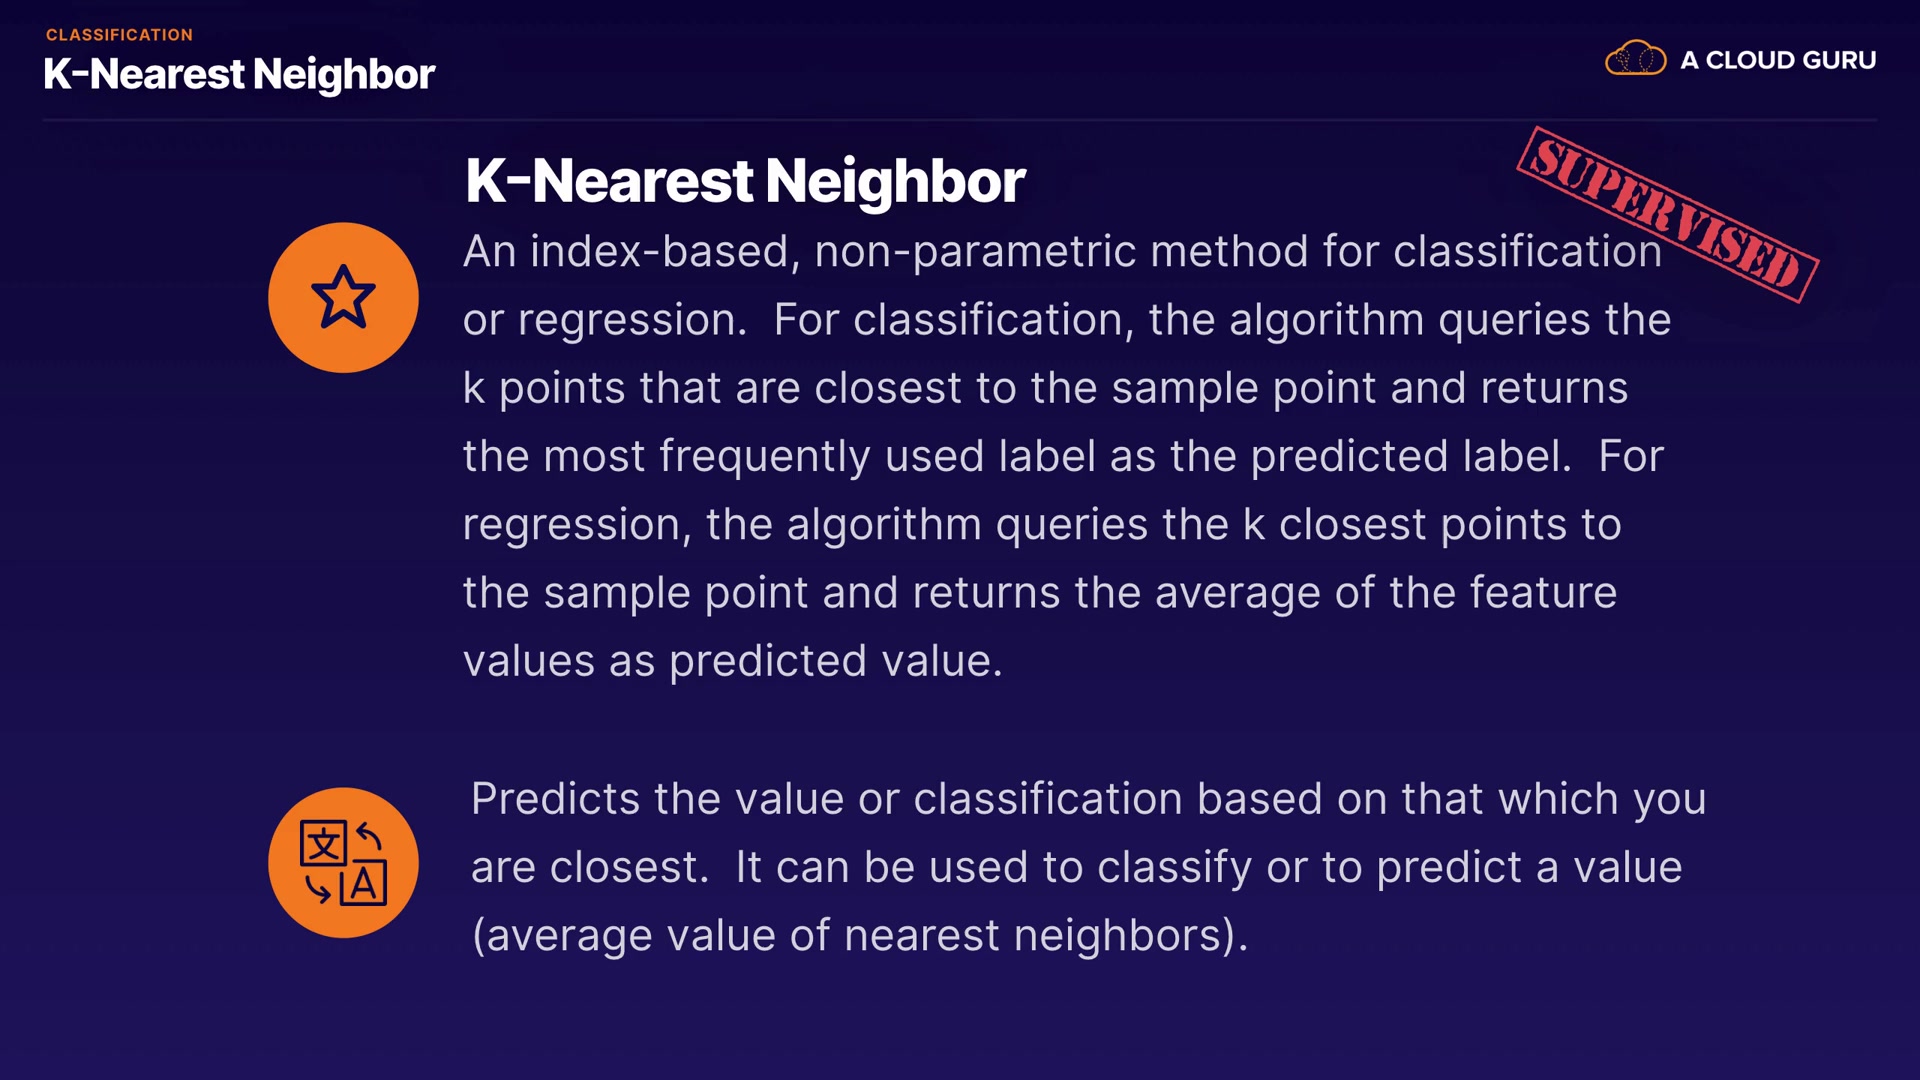 CLASSIFICATION
K-Nearest Neighbor
A CLOUD GURU
SUPERVISED
K-Nearest Neighbor
An index-based, non-parametric method for classification
or regression.  For classification, the algorithm queries the
k points that are closest to the sample point and returns
the most frequently used label as the predicted label.  For
regression, the algorithm queries the k closest points to
the sample point and returns the average of the feature
values as predicted value.
文
A
Predicts the value or classification based on that which you
are closest.  It can be used to classify or to predict a value
(average value of nearest neighbors).